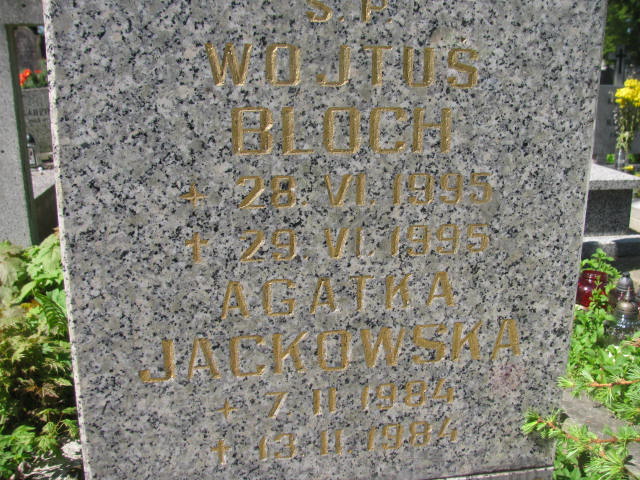 Ś. P.
WOJTUŚ
BLOCH
+ 28. VI. 1995
+ 29. VI. 1995
AGATKA
JACKOWSKA
+ 7 II 1984
+ 13 II 1984